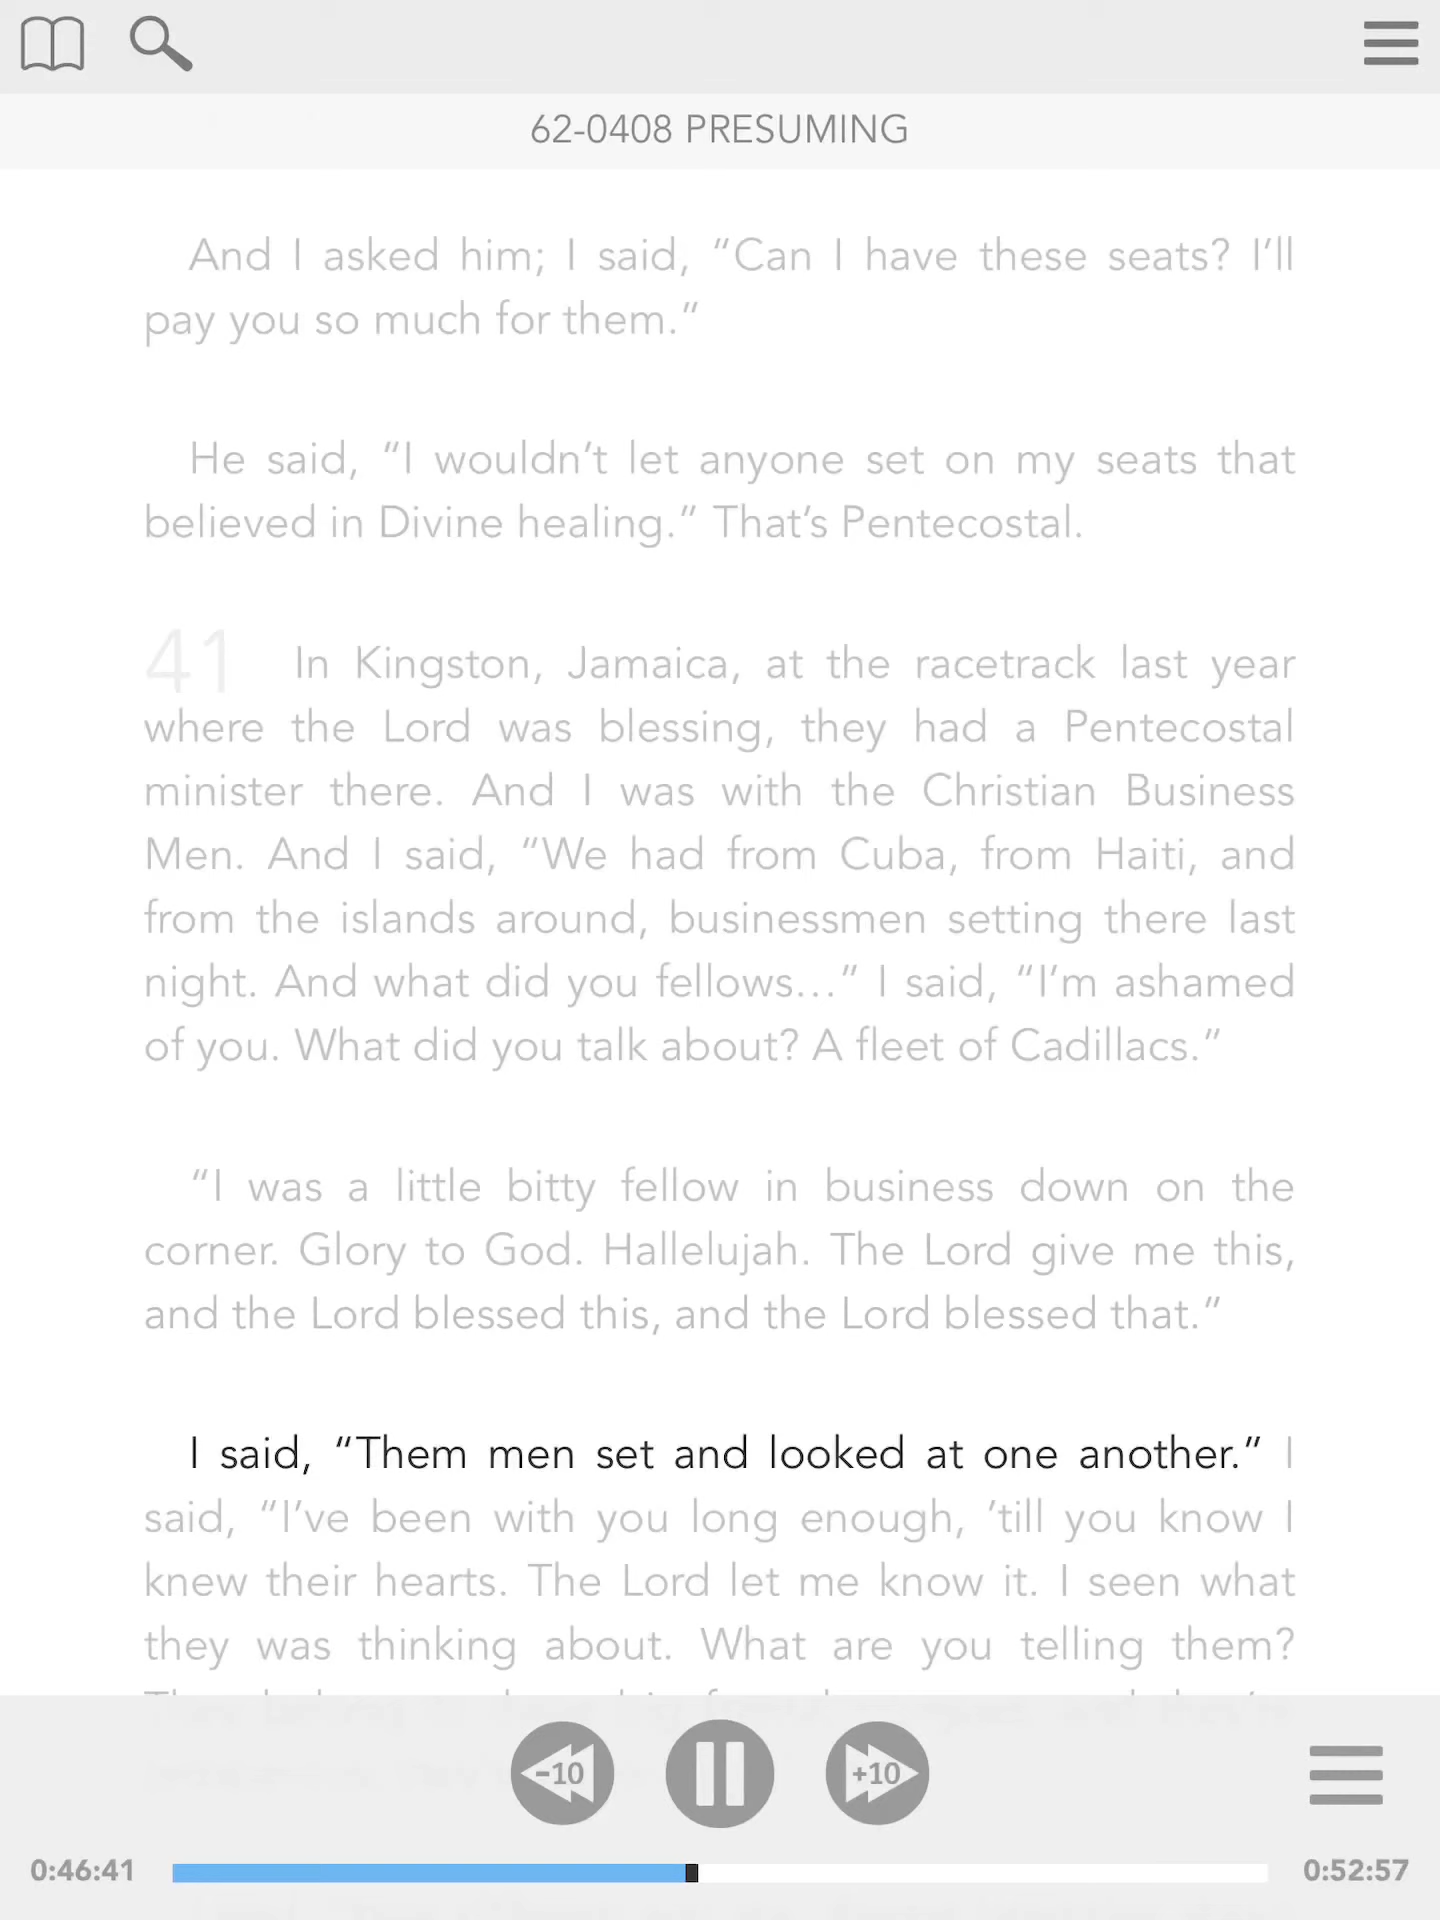 62-0408 PRESUMING
And I asked him; I said, “Can I have these seats? I’ll
pay you so much for them.”
He said, “I wouldn’t let anyone set on my seats that
believed in Divine healing.” That’s Pentecostal.
41 In Kingston, Jamaica, at the racetrack last year
where the Lord was blessing, they had a Pentecostal
minister there. And I was with the Christian Business
Men. And I said, “We had from Cuba, from Haiti, and
from the islands around, businessmen setting there last
night. And what did you fellows…” I said, “I’m ashamed
of you. What did you talk about? A fleet of Cadillacs.”
“I was a little bitty fellow in business down on the
corner. Glory to God. Hallelujah. The Lord give me this,
and the Lord blessed this, and the Lord blessed that.”
I said, “Them men set and looked at one another.” I
said, “I’ve been with you long enough, ’till you know I
knew their hearts. The Lord let me know it. I seen what
they was thinking about. What are you telling them?
-10 +10
0:46:41 0:52:57